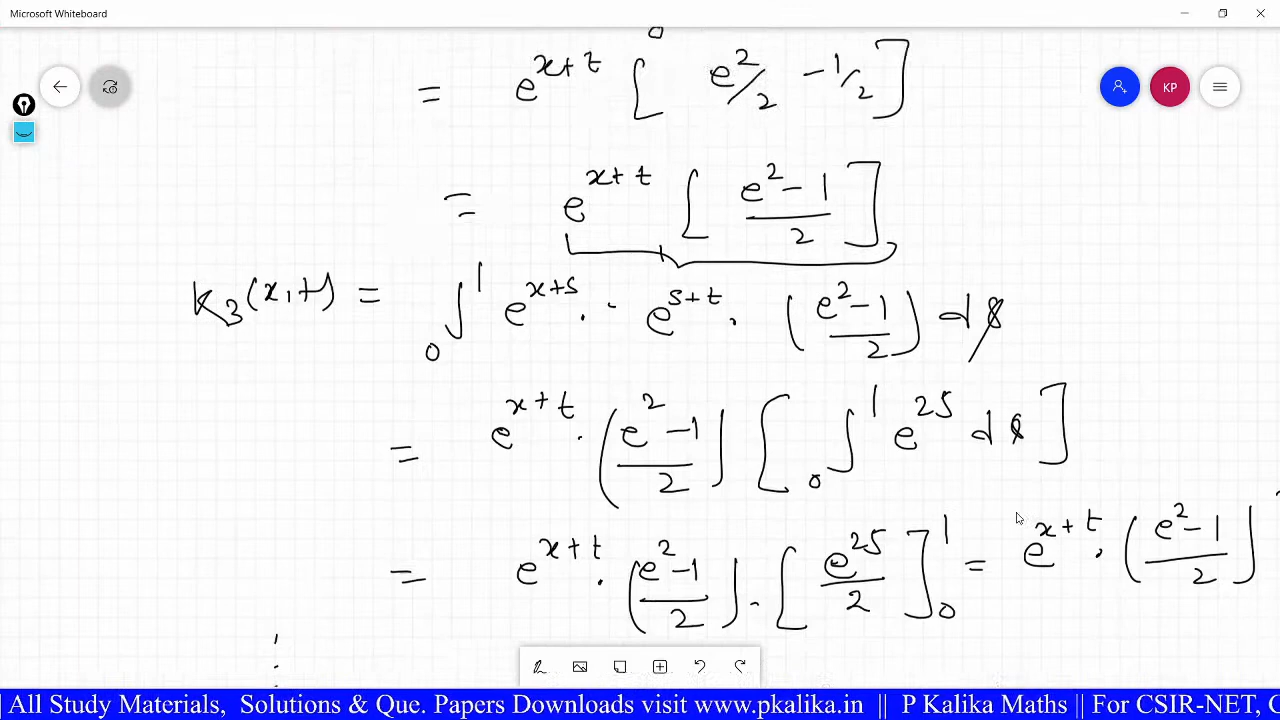 Microsoft Whiteboard
0
= e^{x+t} [ e^2/2 - 1/2 ]
KP
= e^{x+t} [ (e^2-1)/2 ]
K_3(x,t) = ∫_0^1 e^{x+s} · e^{s+t} · ( (e^2-1)/2 ) ds
= e^{x+t} · ( (e^2-1)/2 ) [ ∫_0^1 e^{2s} ds ]
= e^{x+t} · ( (e^2-1)/2 ) · [ e^{2s}/2 ]_0^1 = e^{x+t} · ( (e^2-1)/2 )
All Study Materials, Solutions & Que. Papers Downloads visit www.pkalika.in || P Kalika Maths || For CSIR-NET,